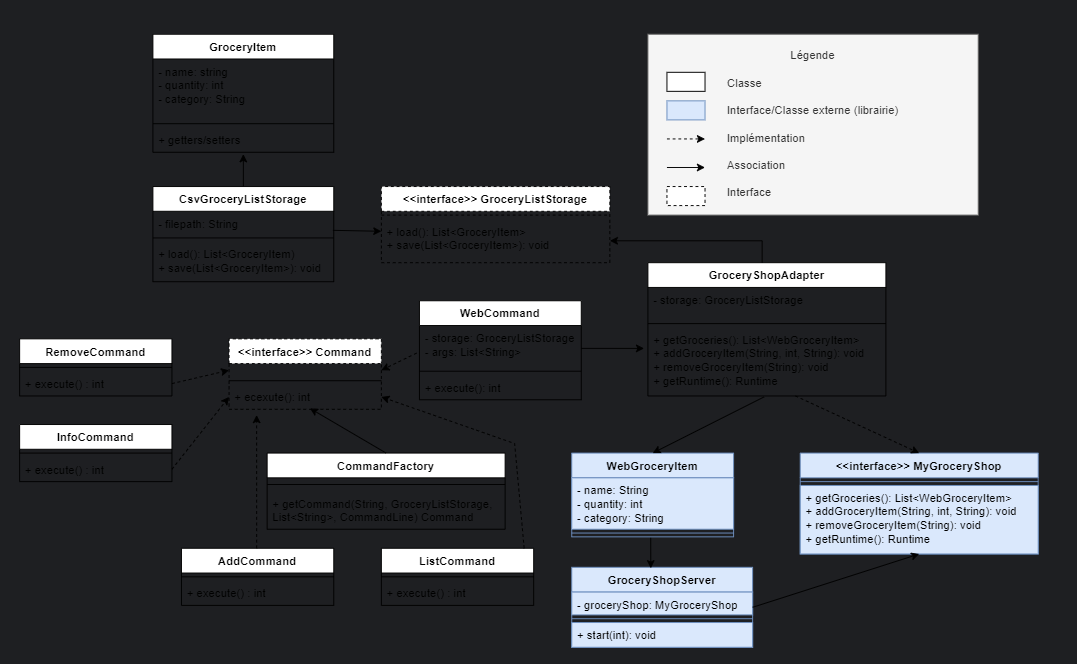 GroceryItem
- name: string
- quantity: int
- category: String
+ getters/setters
Légende
Classe
Interface/Classe externe (librairie)
Implémentation
Association
Interface
CsvGroceryListStorage
- filepath: String
+ load(): List<GroceryItem)
+ save(List<GroceryItem>): void
<<interface>> GroceryListStorage
+ load(): List<GroceryItem>
+ save(List<GroceryItem>): void
GroceryShopAdapter
- storage: GroceryListStorage
+ getGroceries(): List<WebGroceryItem>
+ addGroceryItem(String, int, String): void
+ removeGroceryItem(String): void
+ getRuntime(): Runtime
WebCommand
- storage: GroceryListStorage
- args: List<String>
+ execute(): int
RemoveCommand
+ execute() : int
<<interface>> Command
+ ecexute(): int
InfoCommand
+ execute() : int
CommandFactory
+ getCommand(String, GroceryListStorage,
List<String>, CommandLine) Command
WebGroceryItem
- name: String
- quantity: int
- category: String
<<interface>> MyGroceryShop
+ getGroceries(): List<WebGroceryItem>
+ addGroceryItem(String, int, String): void
+ removeGroceryItem(String): void
+ getRuntime(): Runtime
AddCommand
+ execute() : int
ListCommand
+ execute() : int
GroceryShopServer
- groceryShop: MyGroceryShop
+ start(int): void